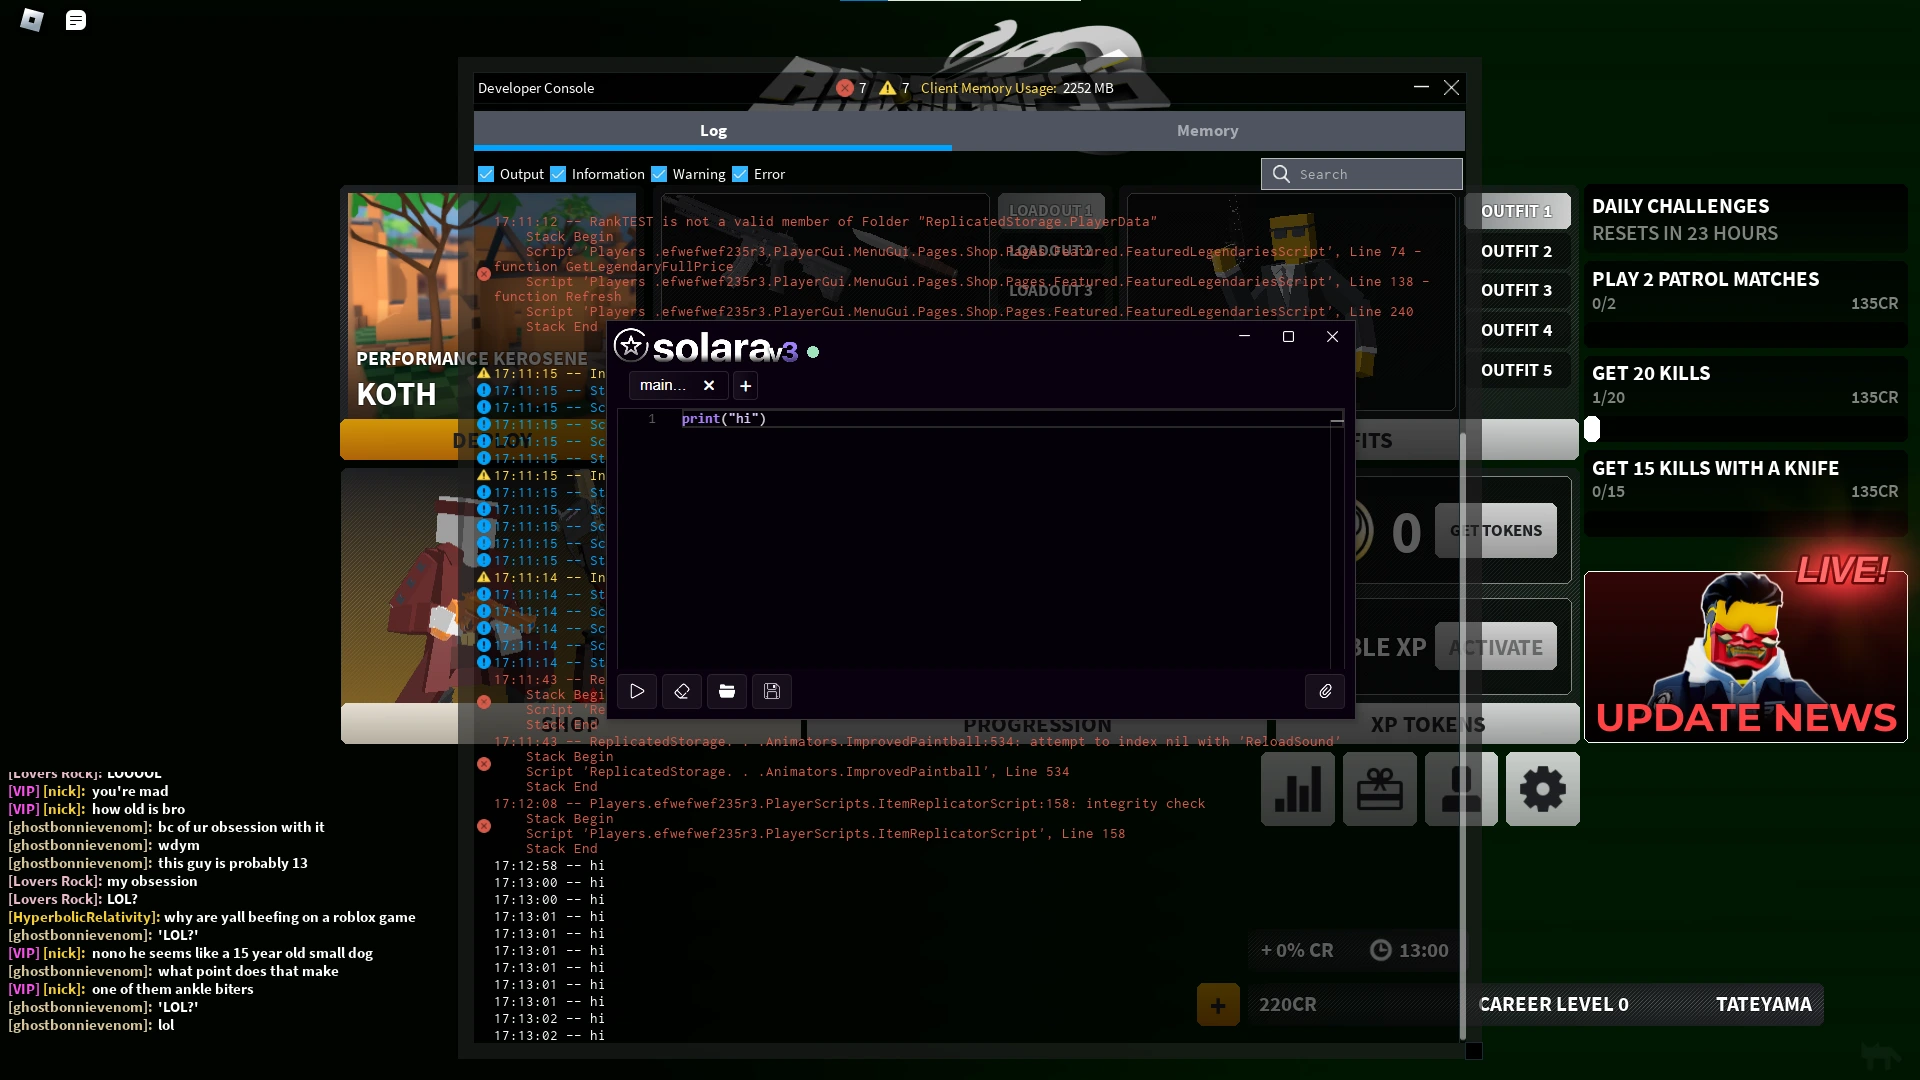 Developer Console
7
7
Client Memory Usage: 2252 MB
Log
Memory
Output
Information
Warning
Error
Search
17:11:12 -- RankTEST is not a valid member of Folder "ReplicatedStorage.PlayerData"
Stack Begin
Script 'Players .efwefwef235r3.PlayerGui.MenuGui.Pages.Shop.Pages.Featured.FeaturedLegendariesScript', Line 74 -
function GetLegendaryFullPrice
Script 'Players .efwefwef235r3.PlayerGui.MenuGui.Pages.Shop.Pages.Featured.FeaturedLegendariesScript', Line 138 -
function Refresh
Script 'Players .efwefwef235r3.PlayerGui.MenuGui.Pages.Shop.Pages.Featured.FeaturedLegendariesScript', Line 240
Stack End
LOADOUT 1
LOADOUT 2
LOADOUT 3
PERFORMANCE KEROSENE
KOTH
DEPLOY
17:11:15 -- In
17:11:15 -- St
17:11:15 -- Sc
17:11:15 -- Sc
17:11:15 -- Sc
17:11:15 -- St
17:11:15 -- In
17:11:15 -- St
17:11:15 -- Sc
17:11:15 -- Sc
17:11:15 -- Sc
17:11:15 -- St
17:11:14 -- In
17:11:14 -- St
17:11:14 -- Sc
17:11:14 -- Sc
17:11:14 -- Sc
17:11:14 -- St
17:11:43 -- Re
Stack Begi
Script 'Re
Stack End
solara v3
main...
1 print("hi")
SHOP
PROGRESSION
XP TOKENS
17:11:43 -- ReplicatedStorage. . .Animators.ImprovedPaintball:534: attempt to index nil with 'ReloadSound'
Stack Begin
Script 'ReplicatedStorage. . .Animators.ImprovedPaintball', Line 534
Stack End
17:12:08 -- Players.efwefwef235r3.PlayerScripts.ItemReplicatorScript:158: integrity check
Stack Begin
Script 'Players.efwefwef235r3.PlayerScripts.ItemReplicatorScript', Line 158
Stack End
17:12:58 -- hi
17:13:00 -- hi
17:13:00 -- hi
17:13:01 -- hi
17:13:01 -- hi
17:13:01 -- hi
17:13:01 -- hi
17:13:01 -- hi
17:13:01 -- hi
17:13:02 -- hi
17:13:02 -- hi
OUTFIT 1
OUTFIT 2
OUTFIT 3
OUTFIT 4
OUTFIT 5
FITS
0
GET TOKENS
BLE XP
ACTIVATE
DAILY CHALLENGES
RESETS IN 23 HOURS
PLAY 2 PATROL MATCHES
0/2
135CR
GET 20 KILLS
1/20
135CR
GET 15 KILLS WITH A KNIFE
0/15
135CR
LIVE!
UPDATE NEWS
+ 0% CR
13:00
+
220CR
CAREER LEVEL 0
TATEYAMA
[Lovers Rock]: LOOOOL
[VIP] [nick]: you're mad
[VIP] [nick]: how old is bro
[ghostbonnievenom]: bc of ur obsession with it
[ghostbonnievenom]: wdym
[ghostbonnievenom]: this guy is probably 13
[Lovers Rock]: my obsession
[Lovers Rock]: LOL?
[HyperbolicRelativity]: why are yall beefing on a roblox game
[ghostbonnievenom]: 'LOL?'
[VIP] [nick]: nono he seems like a 15 year old small dog
[ghostbonnievenom]: what point does that make
[VIP] [nick]: one of them ankle biters
[ghostbonnievenom]: 'LOL?'
[ghostbonnievenom]: lol